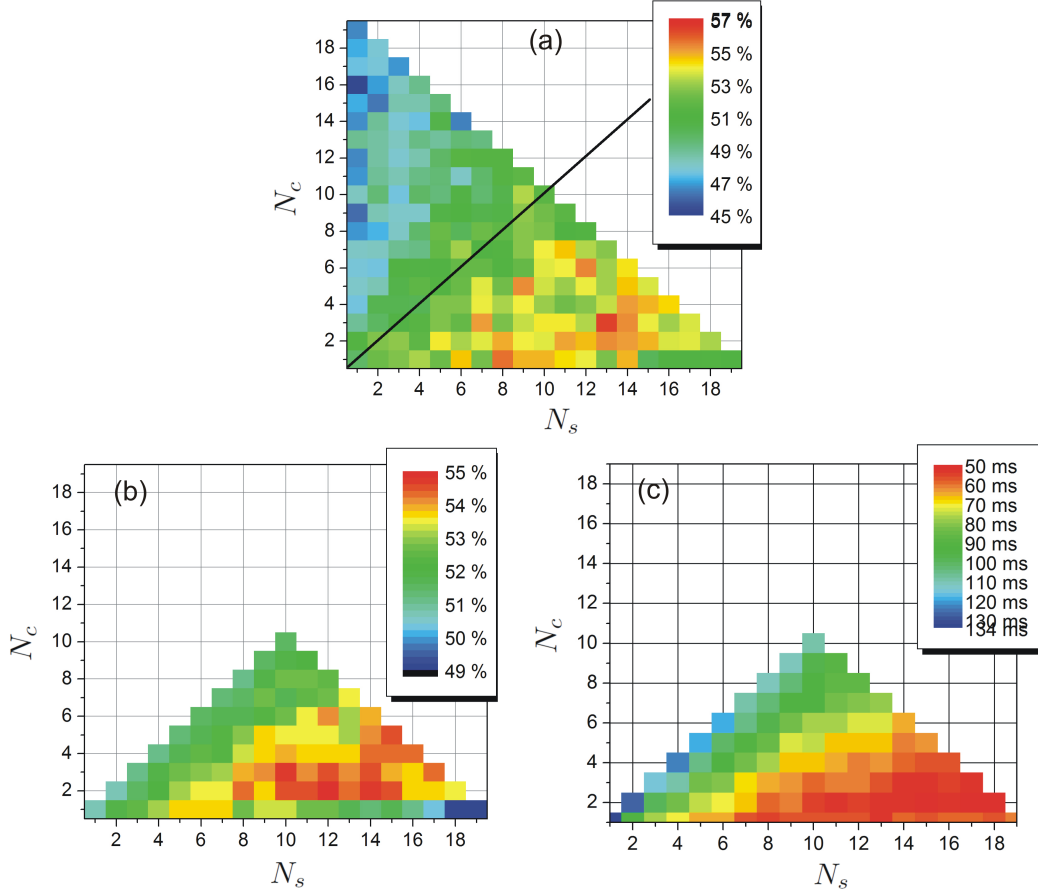 (a)
57 %
55 %
53 %
51 %
49 %
47 %
45 %
18
16
14
12
10
8
6
4
2
N_c
2 4 6 8 10 12 14 16 18
N_s
(b)
55 %
54 %
53 %
52 %
51 %
50 %
49 %
18
16
14
12
10
8
6
4
2
N_c
2 4 6 8 10 12 14 16 18
N_s
(c)
50 ms
60 ms
70 ms
80 ms
90 ms
100 ms
110 ms
120 ms
130 ms
134 ms
18
16
14
12
10
8
6
4
2
N_c
2 4 6 8 10 12 14 16 18
N_s